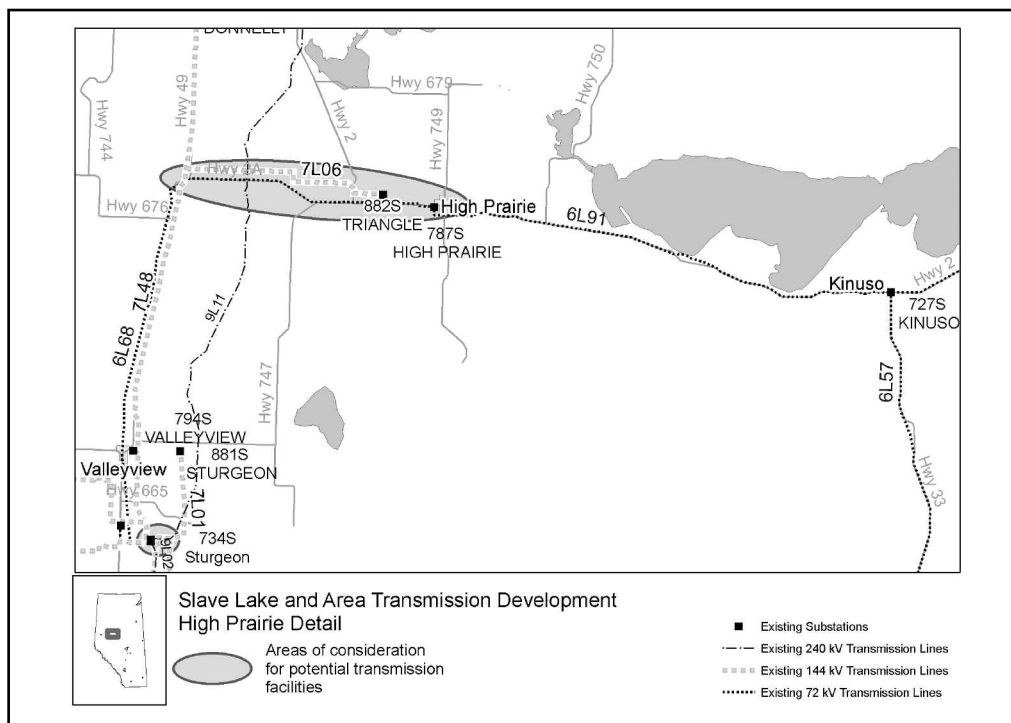 DONNELLY
Hwy 49
Hwy 744
Hwy 679
Hwy 750
Hwy 2
Hwy 749
7L06
Hwy 676
882S
TRIANGLE
High Prairie
787S
HIGH PRAIRIE
6L91
Kinuso
Hwy 2
727S
KINUSO
7L48
6L68
9L11
6L57
Hwy 747
794S
VALLEYVIEW
881S
STURGEON
Valleyview
Hwy 665
7L01
Hwy 33
734S
Sturgeon
9L02
Slave Lake and Area Transmission Development
High Prairie Detail
Areas of consideration
for potential transmission
facilities
Existing Substations
Existing 240 kV Transmission Lines
Existing 144 kV Transmission Lines
Existing 72 kV Transmission Lines